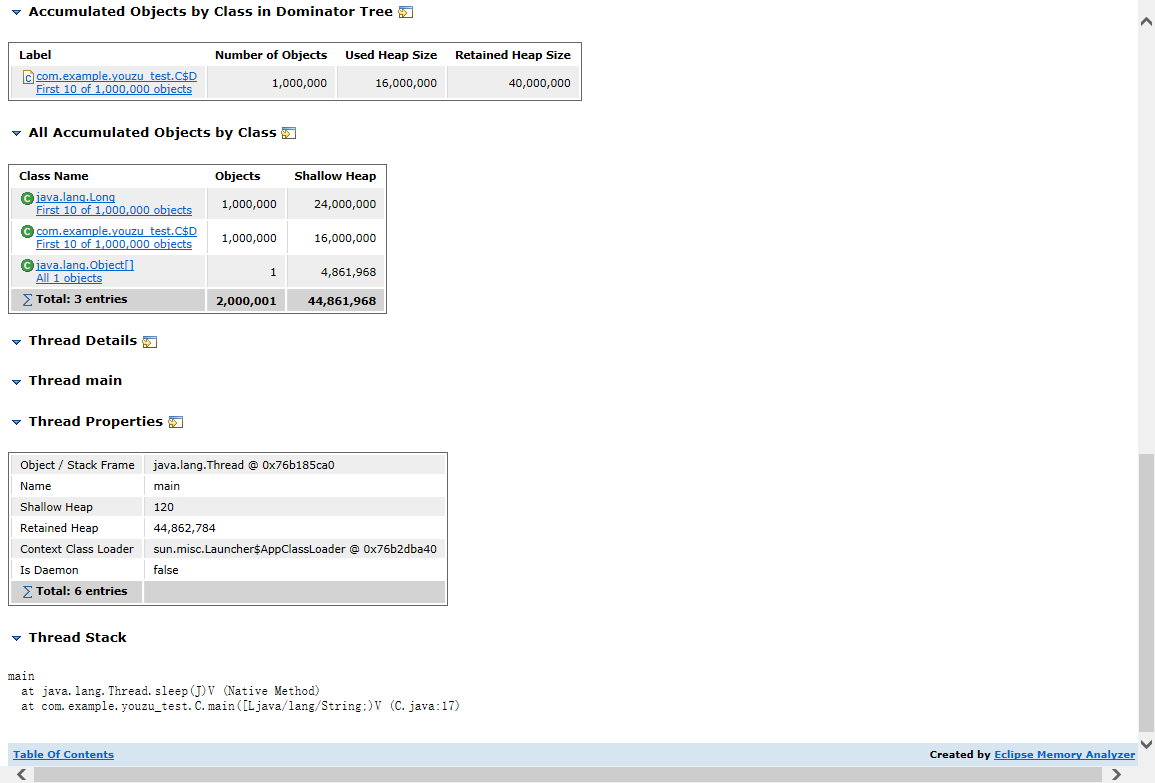 Accumulated Objects by Class in Dominator Tree
Label Number of Objects Used Heap Size Retained Heap Size
com.example.youzu_test.C$D
First 10 of 1,000,000 objects
1,000,000 16,000,000 40,000,000
All Accumulated Objects by Class
Class Name Objects Shallow Heap
java.lang.Long
First 10 of 1,000,000 objects
1,000,000 24,000,000
com.example.youzu_test.C$D
First 10 of 1,000,000 objects
1,000,000 16,000,000
java.lang.Object[]
All 1 objects
1 4,861,968
∑ Total: 3 entries 2,000,001 44,861,968
Thread Details
Thread main
Thread Properties
Object / Stack Frame java.lang.Thread @ 0x76b185ca0
Name main
Shallow Heap 120
Retained Heap 44,862,784
Context Class Loader sun.misc.Launcher$AppClassLoader @ 0x76b2dba40
Is Daemon false
∑ Total: 6 entries
Thread Stack
main
at java.lang.Thread.sleep(J)V (Native Method)
at com.example.youzu_test.C.main([Ljava/lang/String;)V (C.java:17)
Table Of Contents Created by Eclipse Memory Analyzer